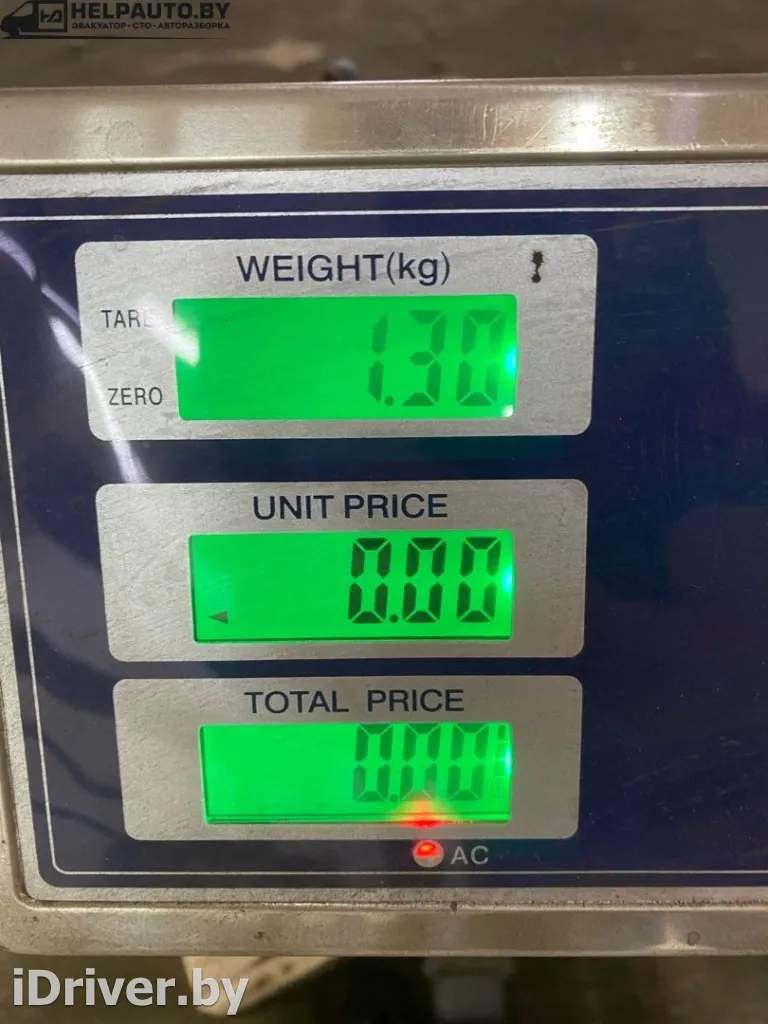 HELPAUTO.BY
ЭВАКУАТОР•СТО•АВТОРАЗБОРКА
WEIGHT(kg)
TARE
1.30
ZERO
UNIT PRICE
0.00
TOTAL PRICE
0.00
AC
iDriver.by